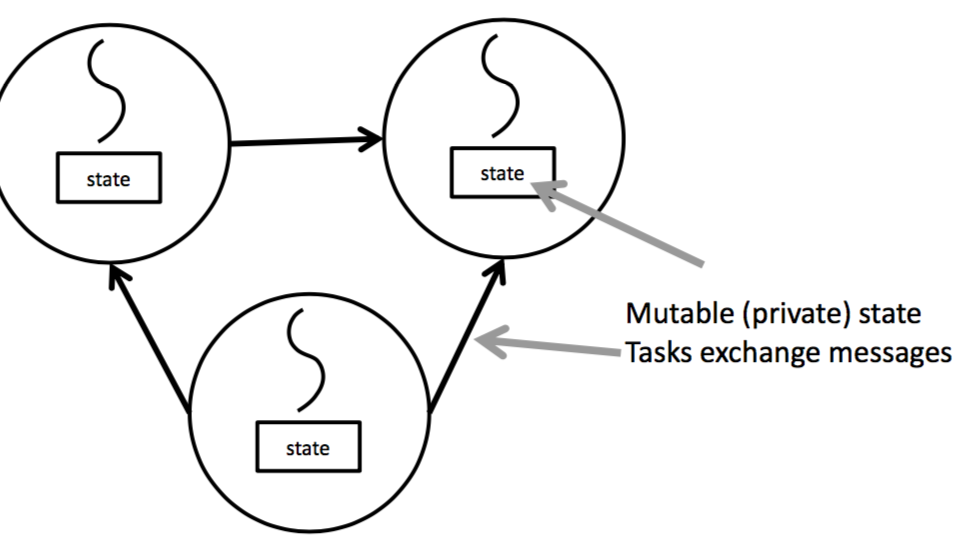 state
state
Mutable (private) state
Tasks exchange messages
state